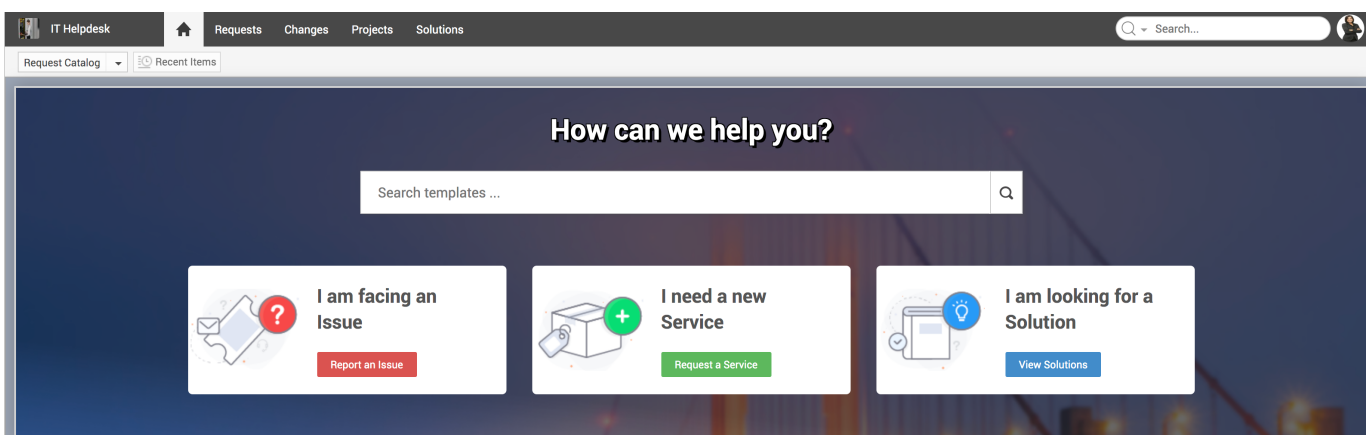 IT Helpdesk Requests Changes Projects Solutions Search...
Request Catalog Recent Items
How can we help you?
Search templates ...
I am facing an
Issue
Report an Issue
I need a new
Service
Request a Service
I am looking for a
Solution
View Solutions